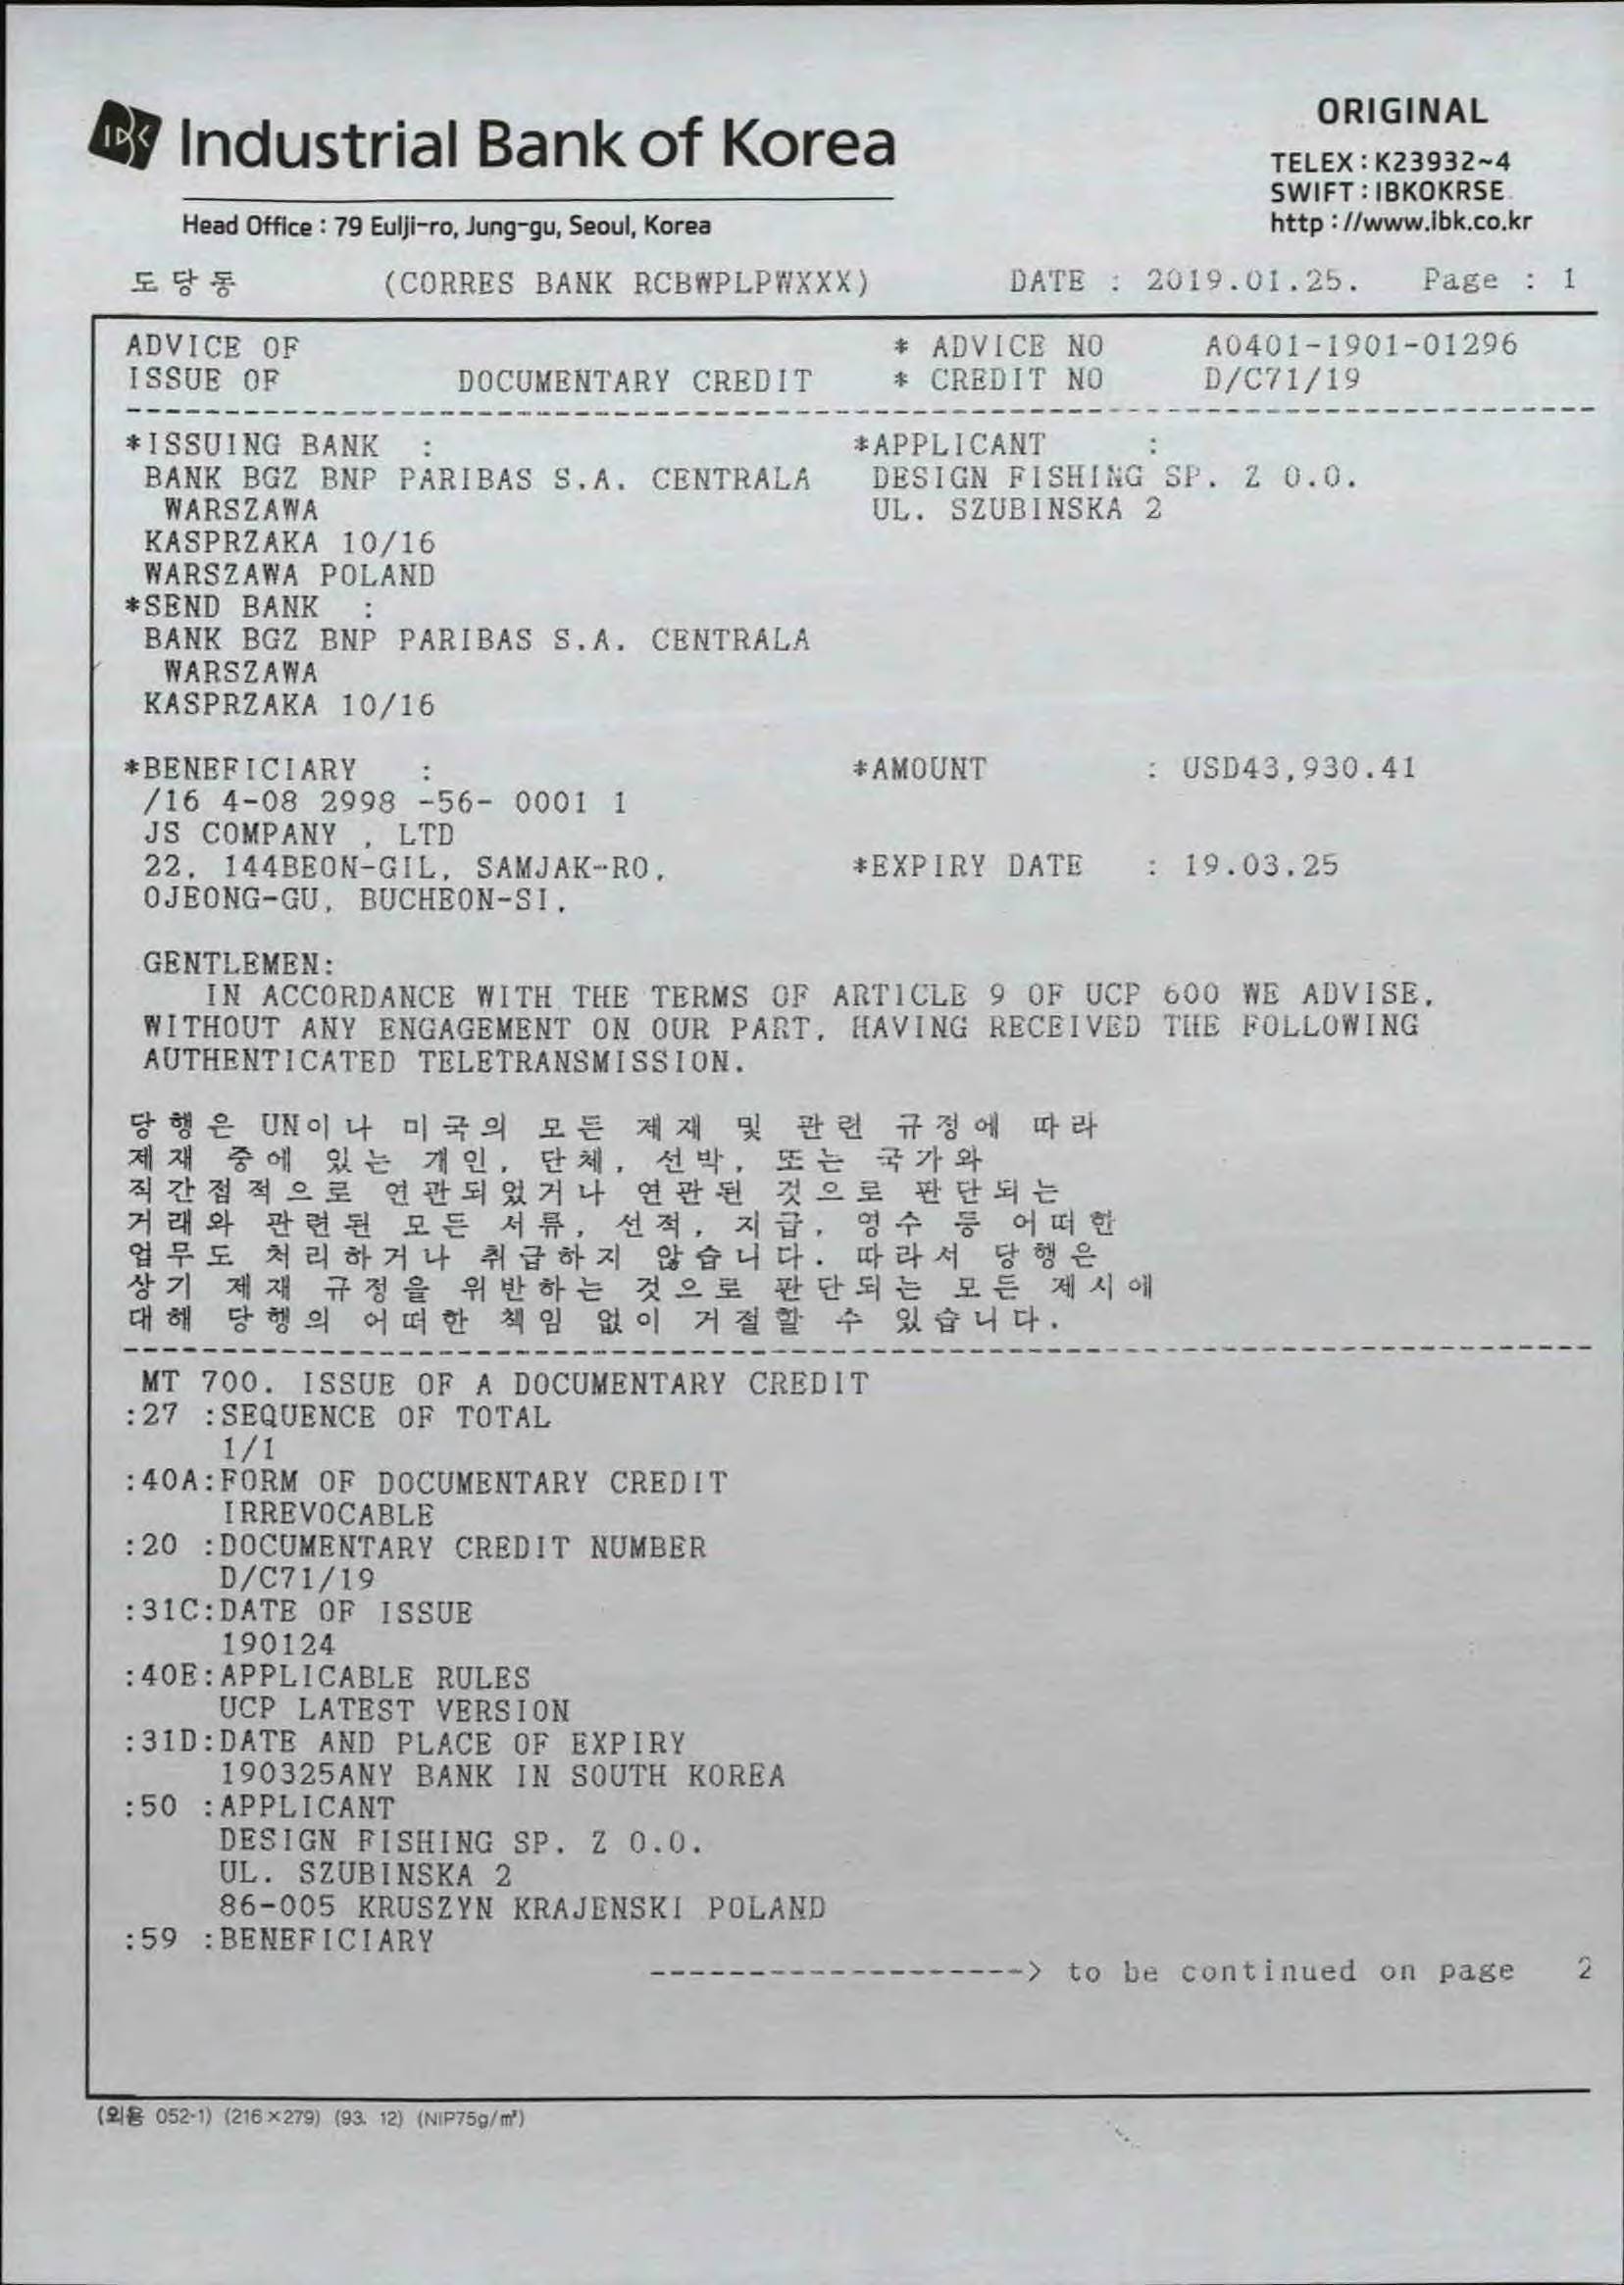 IBK Industrial Bank of Korea
ORIGINAL
TELEX : K23932~4
SWIFT : IBKOKRSE
http : //www.ibk.co.kr
Head Office : 79 Eulji-ro, Jung-gu, Seoul, Korea
도당동 (CORRES BANK RCBWPLPWXXX) DATE : 2019.01.25. Page : 1
ADVICE OF * ADVICE NO A0401-1901-01296
ISSUE OF DOCUMENTARY CREDIT * CREDIT NO D/C71/19
*ISSUING BANK : *APPLICANT :
BANK BGZ BNP PARIBAS S.A. CENTRALA DESIGN FISHING SP. Z O.O.
WARSZAWA UL. SZUBINSKA 2
KASPRZAKA 10/16
WARSZAWA POLAND
*SEND BANK :
BANK BGZ BNP PARIBAS S.A. CENTRALA
WARSZAWA
KASPRZAKA 10/16
*BENEFICIARY : *AMOUNT : USD43,930.41
/16 4-08 2998 -56- 0001 1
JS COMPANY , LTD
22, 144BEON-GIL, SAMJAK-RO, *EXPIRY DATE : 19.03.25
OJEONG-GU, BUCHEON-SI,
GENTLEMEN:
IN ACCORDANCE WITH THE TERMS OF ARTICLE 9 OF UCP 600 WE ADVISE,
WITHOUT ANY ENGAGEMENT ON OUR PART, HAVING RECEIVED THE FOLLOWING
AUTHENTICATED TELETRANSMISSION.
당행은 UN이나 미국의 모든 제재 및 관련 규정에 따라
제재 중에 있는 개인, 단체, 선박, 또는 국가와
직간접적으로 연관되었거나 연관된 것으로 판단되는
거래와 관련된 모든 서류, 선적, 지급, 영수 등 어떠한
업무도 처리하거나 취급하지 않습니다. 따라서 당행은
상기 제재 규정을 위반하는 것으로 판단되는 모든 제시에
대해 당행의 어떠한 책임 없이 거절할 수 있습니다.
MT 700. ISSUE OF A DOCUMENTARY CREDIT
:27 :SEQUENCE OF TOTAL
1/1
:40A:FORM OF DOCUMENTARY CREDIT
IRREVOCABLE
:20 :DOCUMENTARY CREDIT NUMBER
D/C71/19
:31C:DATE OF ISSUE
190124
:40E:APPLICABLE RULES
UCP LATEST VERSION
:31D:DATE AND PLACE OF EXPIRY
190325ANY BANK IN SOUTH KOREA
:50 :APPLICANT
DESIGN FISHING SP. Z O.O.
UL. SZUBINSKA 2
86-005 KRUSZYN KRAJENSKI POLAND
:59 :BENEFICIARY
-------------------> to be continued on page 2
(외용 052-1) (216×279) (93. 12) (NIP75g/㎡)